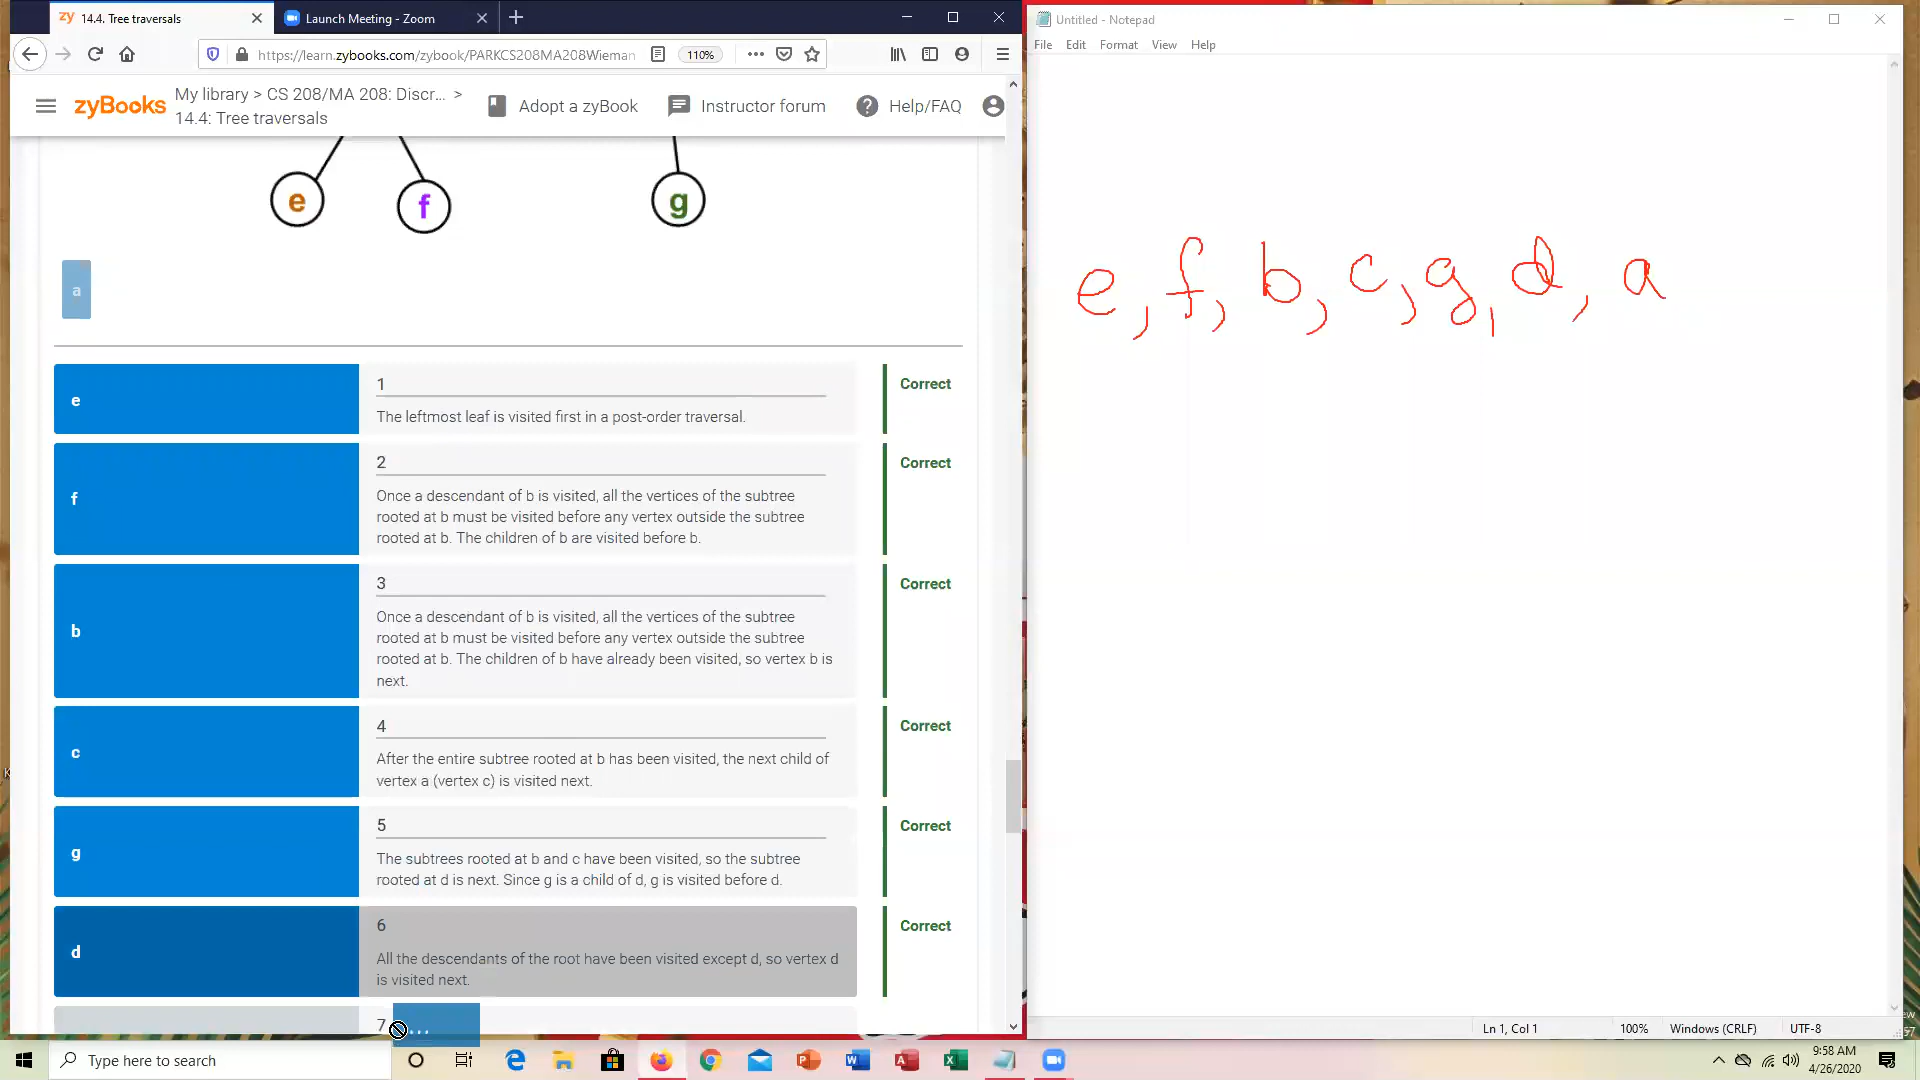 14.4. Tree traversals
Launch Meeting - Zoom
https://learn.zybooks.com/zybook/PARKCS208MA208Wieman
110%
zyBooks
My library > CS 208/MA 208: Discr... >
14.4: Tree traversals
Adopt a zyBook
Instructor forum
Help/FAQ
e
f
g
a
e
1
The leftmost leaf is visited first in a post-order traversal.
Correct
f
2
Once a descendant of b is visited, all the vertices of the subtree
rooted at b must be visited before any vertex outside the subtree
rooted at b. The children of b are visited before b.
Correct
b
3
Once a descendant of b is visited, all the vertices of the subtree
rooted at b must be visited before any vertex outside the subtree
rooted at b. The children of b have already been visited, so vertex b is
next.
Correct
c
4
After the entire subtree rooted at b has been visited, the next child of
vertex a (vertex c) is visited next.
Correct
g
5
The subtrees rooted at b and c have been visited, so the subtree
rooted at d is next. Since g is a child of d, g is visited before d.
Correct
d
6
All the descendants of the root have been visited except d, so vertex d
is visited next.
Correct
7
...
Untitled - Notepad
File Edit Format View Help
e, f, b, c, g, d, a
Ln 1, Col 1
100%
Windows (CRLF)
UTF-8
Type here to search
9:58 AM
4/26/2020